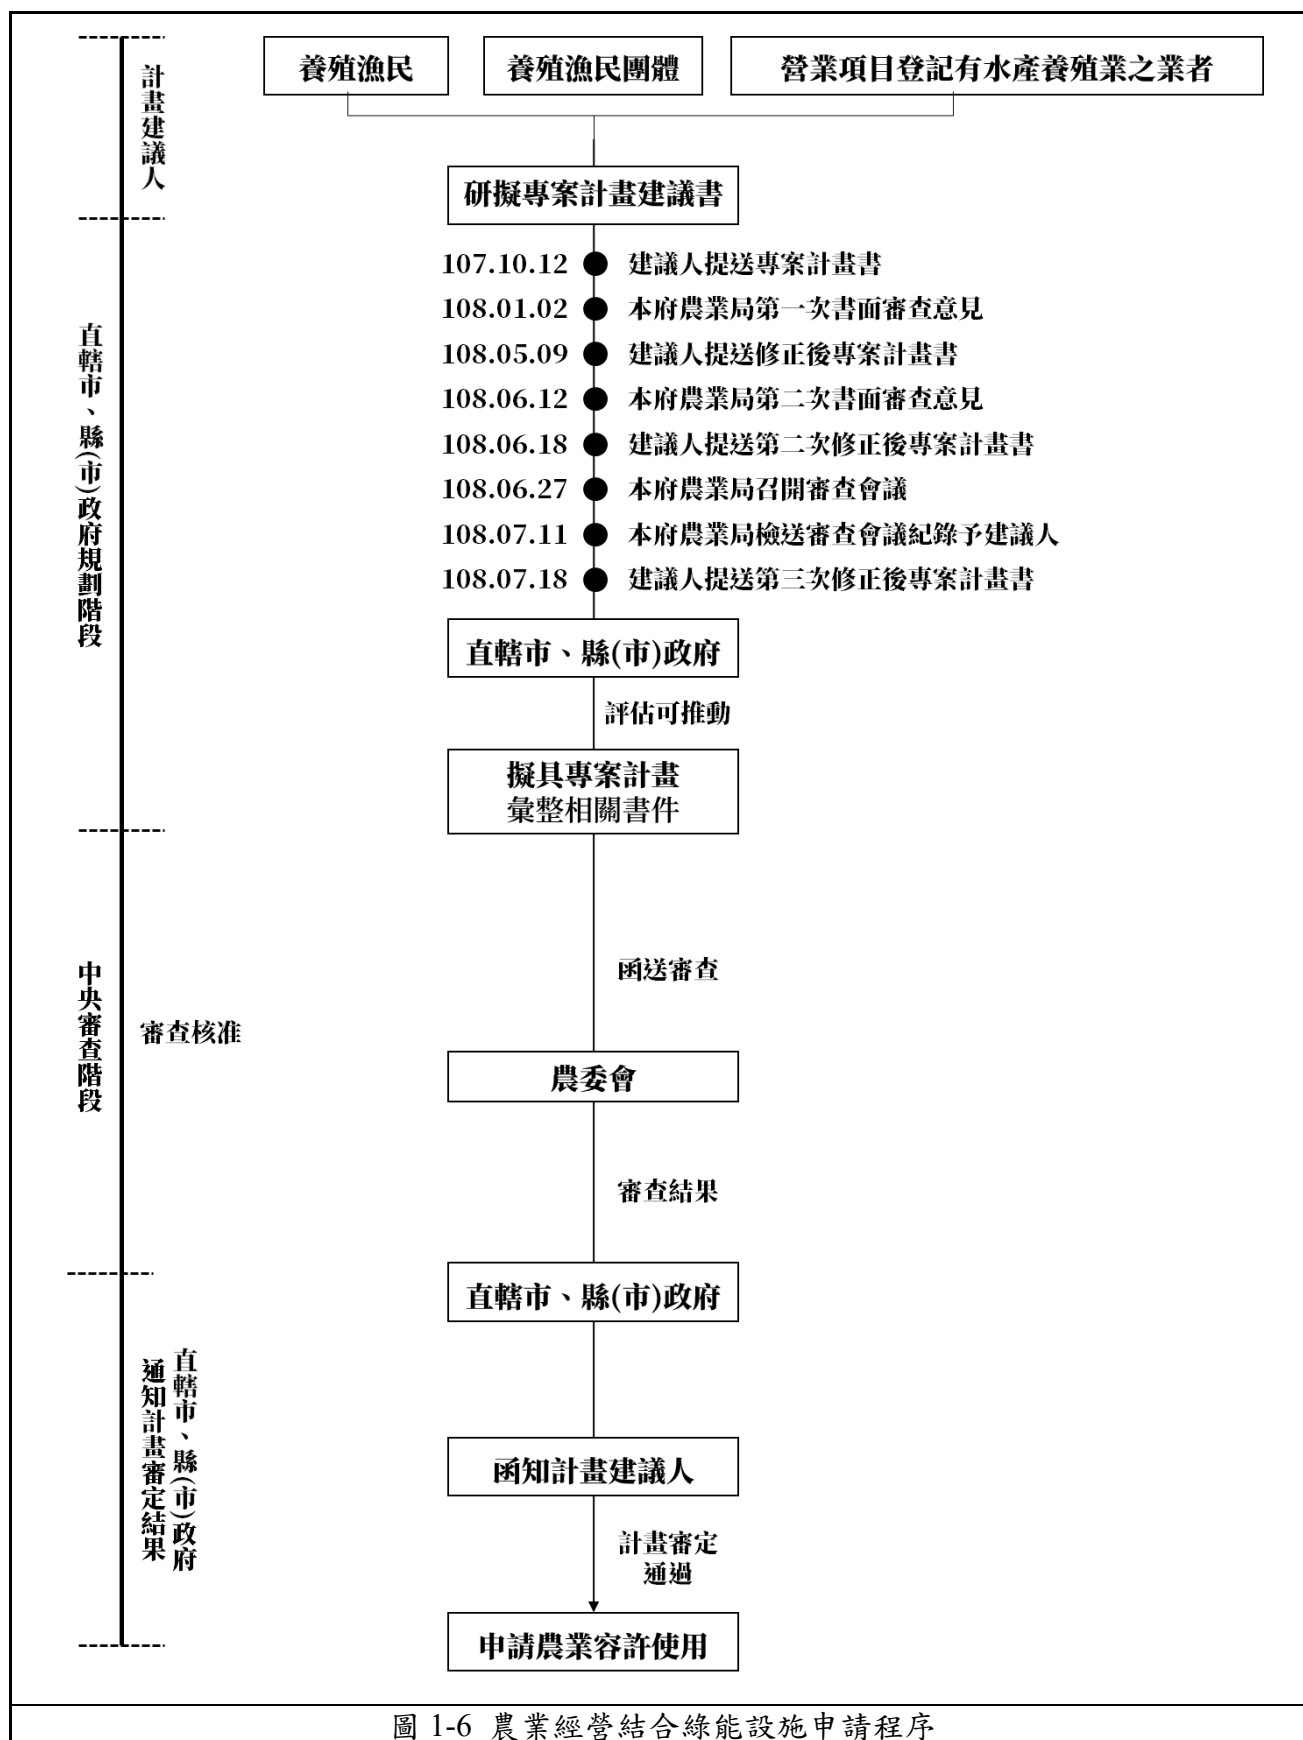 計畫建議人
養殖漁民
養殖漁民團體
營業項目登記有水產養殖業之業者
研擬專案計畫建議書
直轄市、縣(市)政府規劃階段
107.10.12 建議人提送專案計畫書
108.01.02 本府農業局第一次書面審查意見
108.05.09 建議人提送修正後專案計畫書
108.06.12 本府農業局第二次書面審查意見
108.06.18 建議人提送第二次修正後專案計畫書
108.06.27 本府農業局召開審查會議
108.07.11 本府農業局檢送審查會議紀錄予建議人
108.07.18 建議人提送第三次修正後專案計畫書
直轄市、縣(市)政府
評估可推動
擬具專案計畫
彙整相關書件
中央審查階段
審查核准
函送審查
農委會
審查結果
直轄市、縣(市)政府
直轄市、縣(市)政府
通知計畫審定結果
函知計畫建議人
計畫審定
通過
申請農業容許使用
圖 1-6 農業經營結合綠能設施申請程序